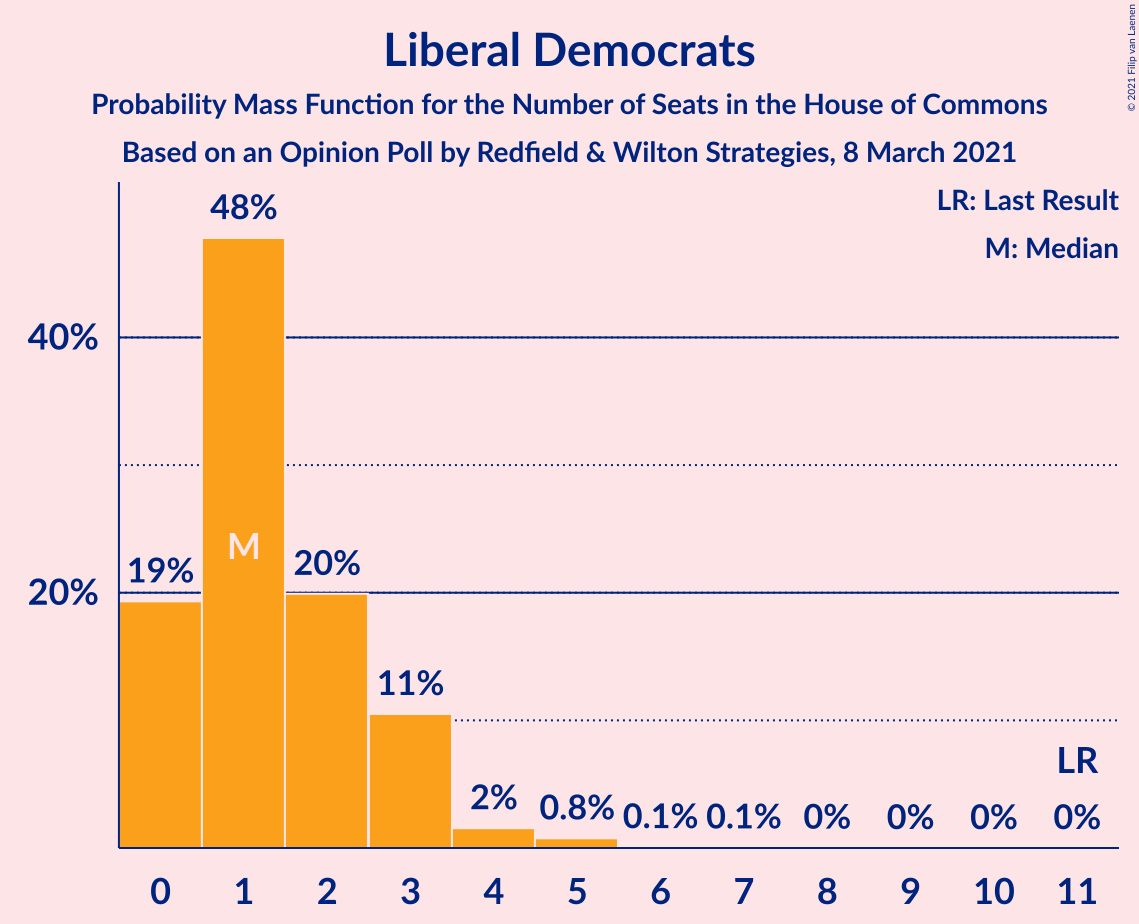 Liberal Democrats
Probability Mass Function for the Number of Seats in the House of Commons
Based on an Opinion Poll by Redfield & Wilton Strategies, 8 March 2021
© 2021 Filip van Laenen
LR: Last Result
M: Median
48%
40%
M
19%
20%
20%
11%
LR
2%
0.8%
0.1%
0.1%
0%
0%
0%
0%
0 1 2 3 4 5 6 7 8 9 10 11